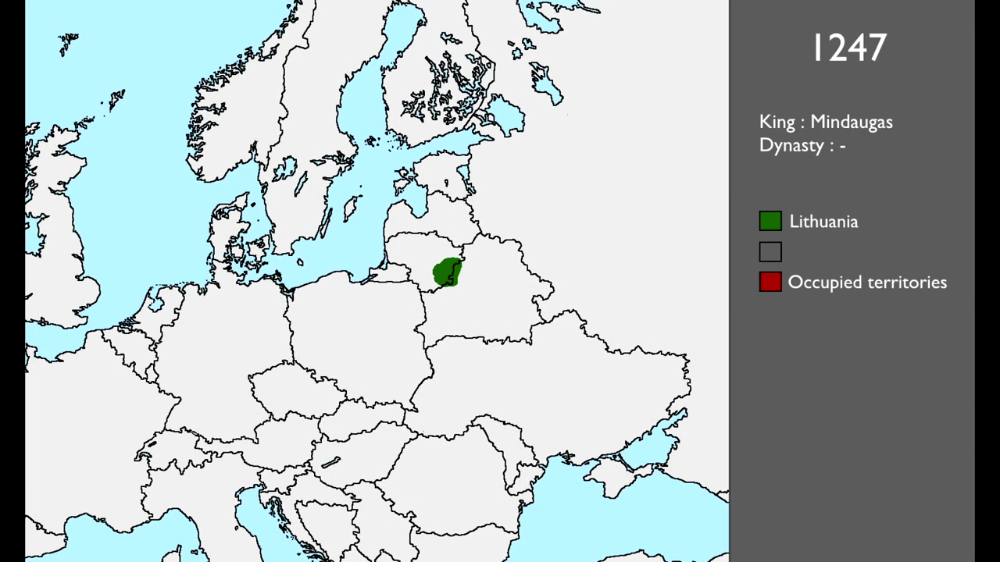 1247
King : Mindaugas
Dynasty : -
Lithuania
Occupied territories